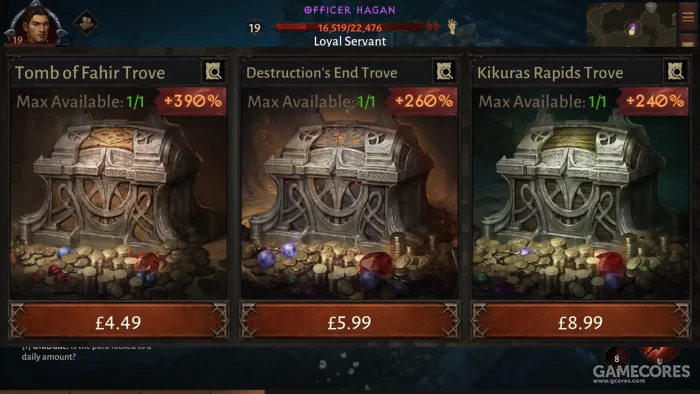 OFFICER HAGAN
19
16,519/22,476
19
Loyal Servant
Tomb of Fahir Trove
Max Available: 1/1
+390%
£4.49
Destruction's End Trove
Max Available: 1/1
+260%
£5.99
Kikuras Rapids Trove
Max Available: 1/1
+240%
£8.99
daily amount?
8
GAMECORES
www.gcores.com